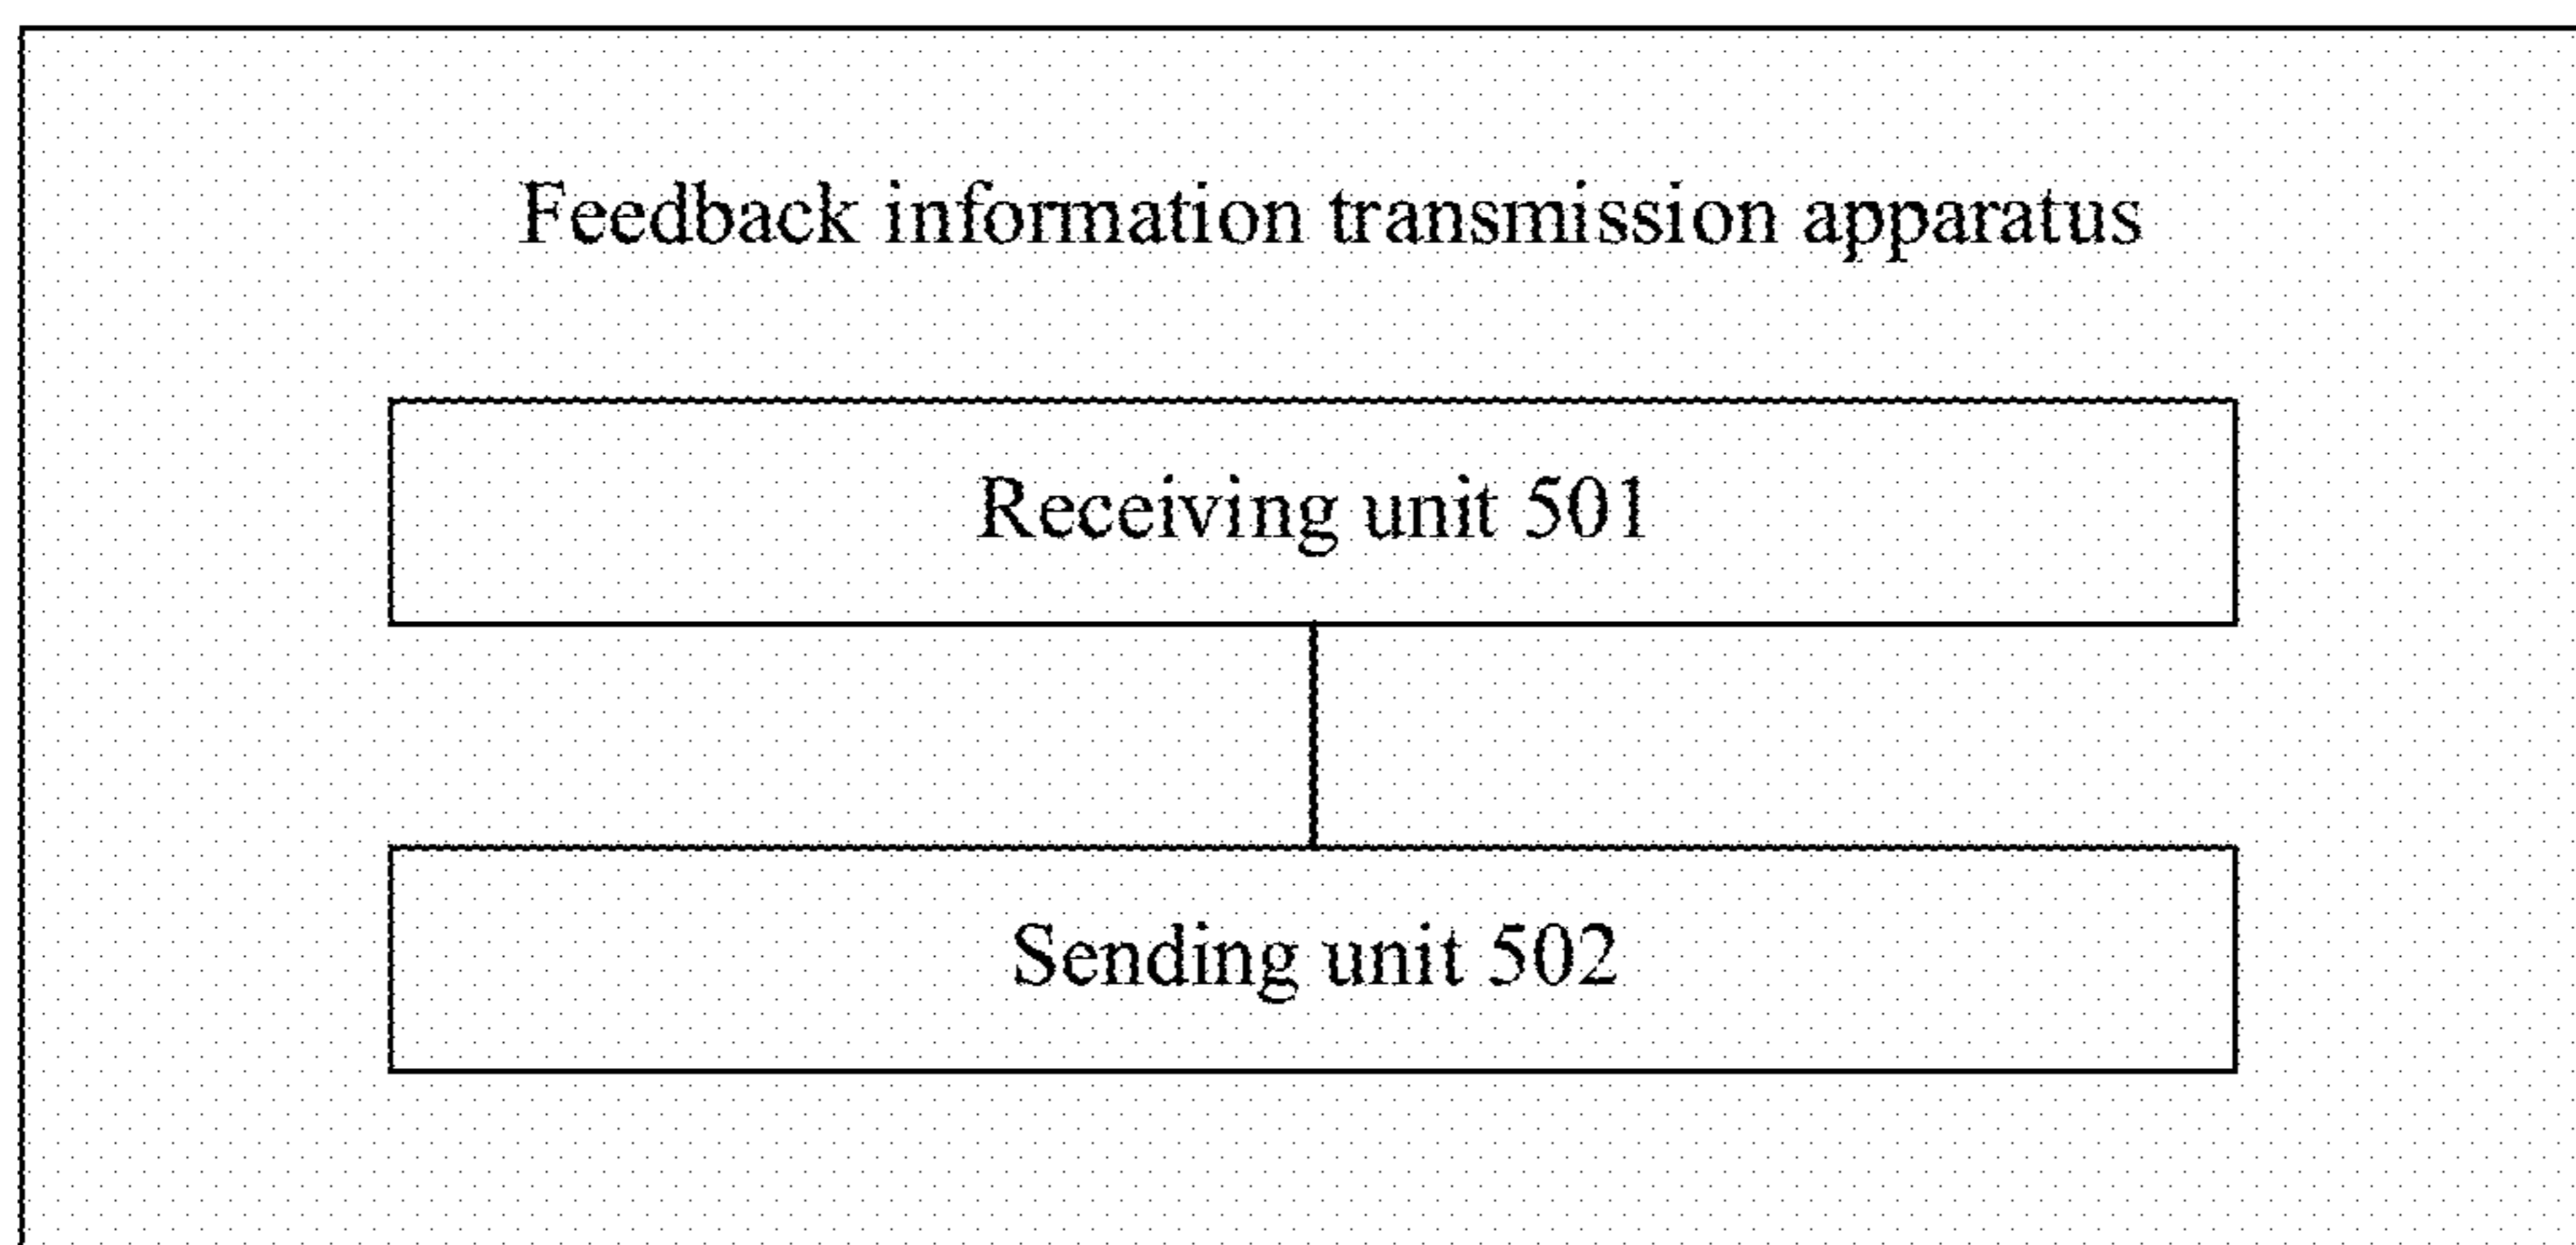 Feedback information transmission apparatus
Receiving unit 501
Sending unit 502